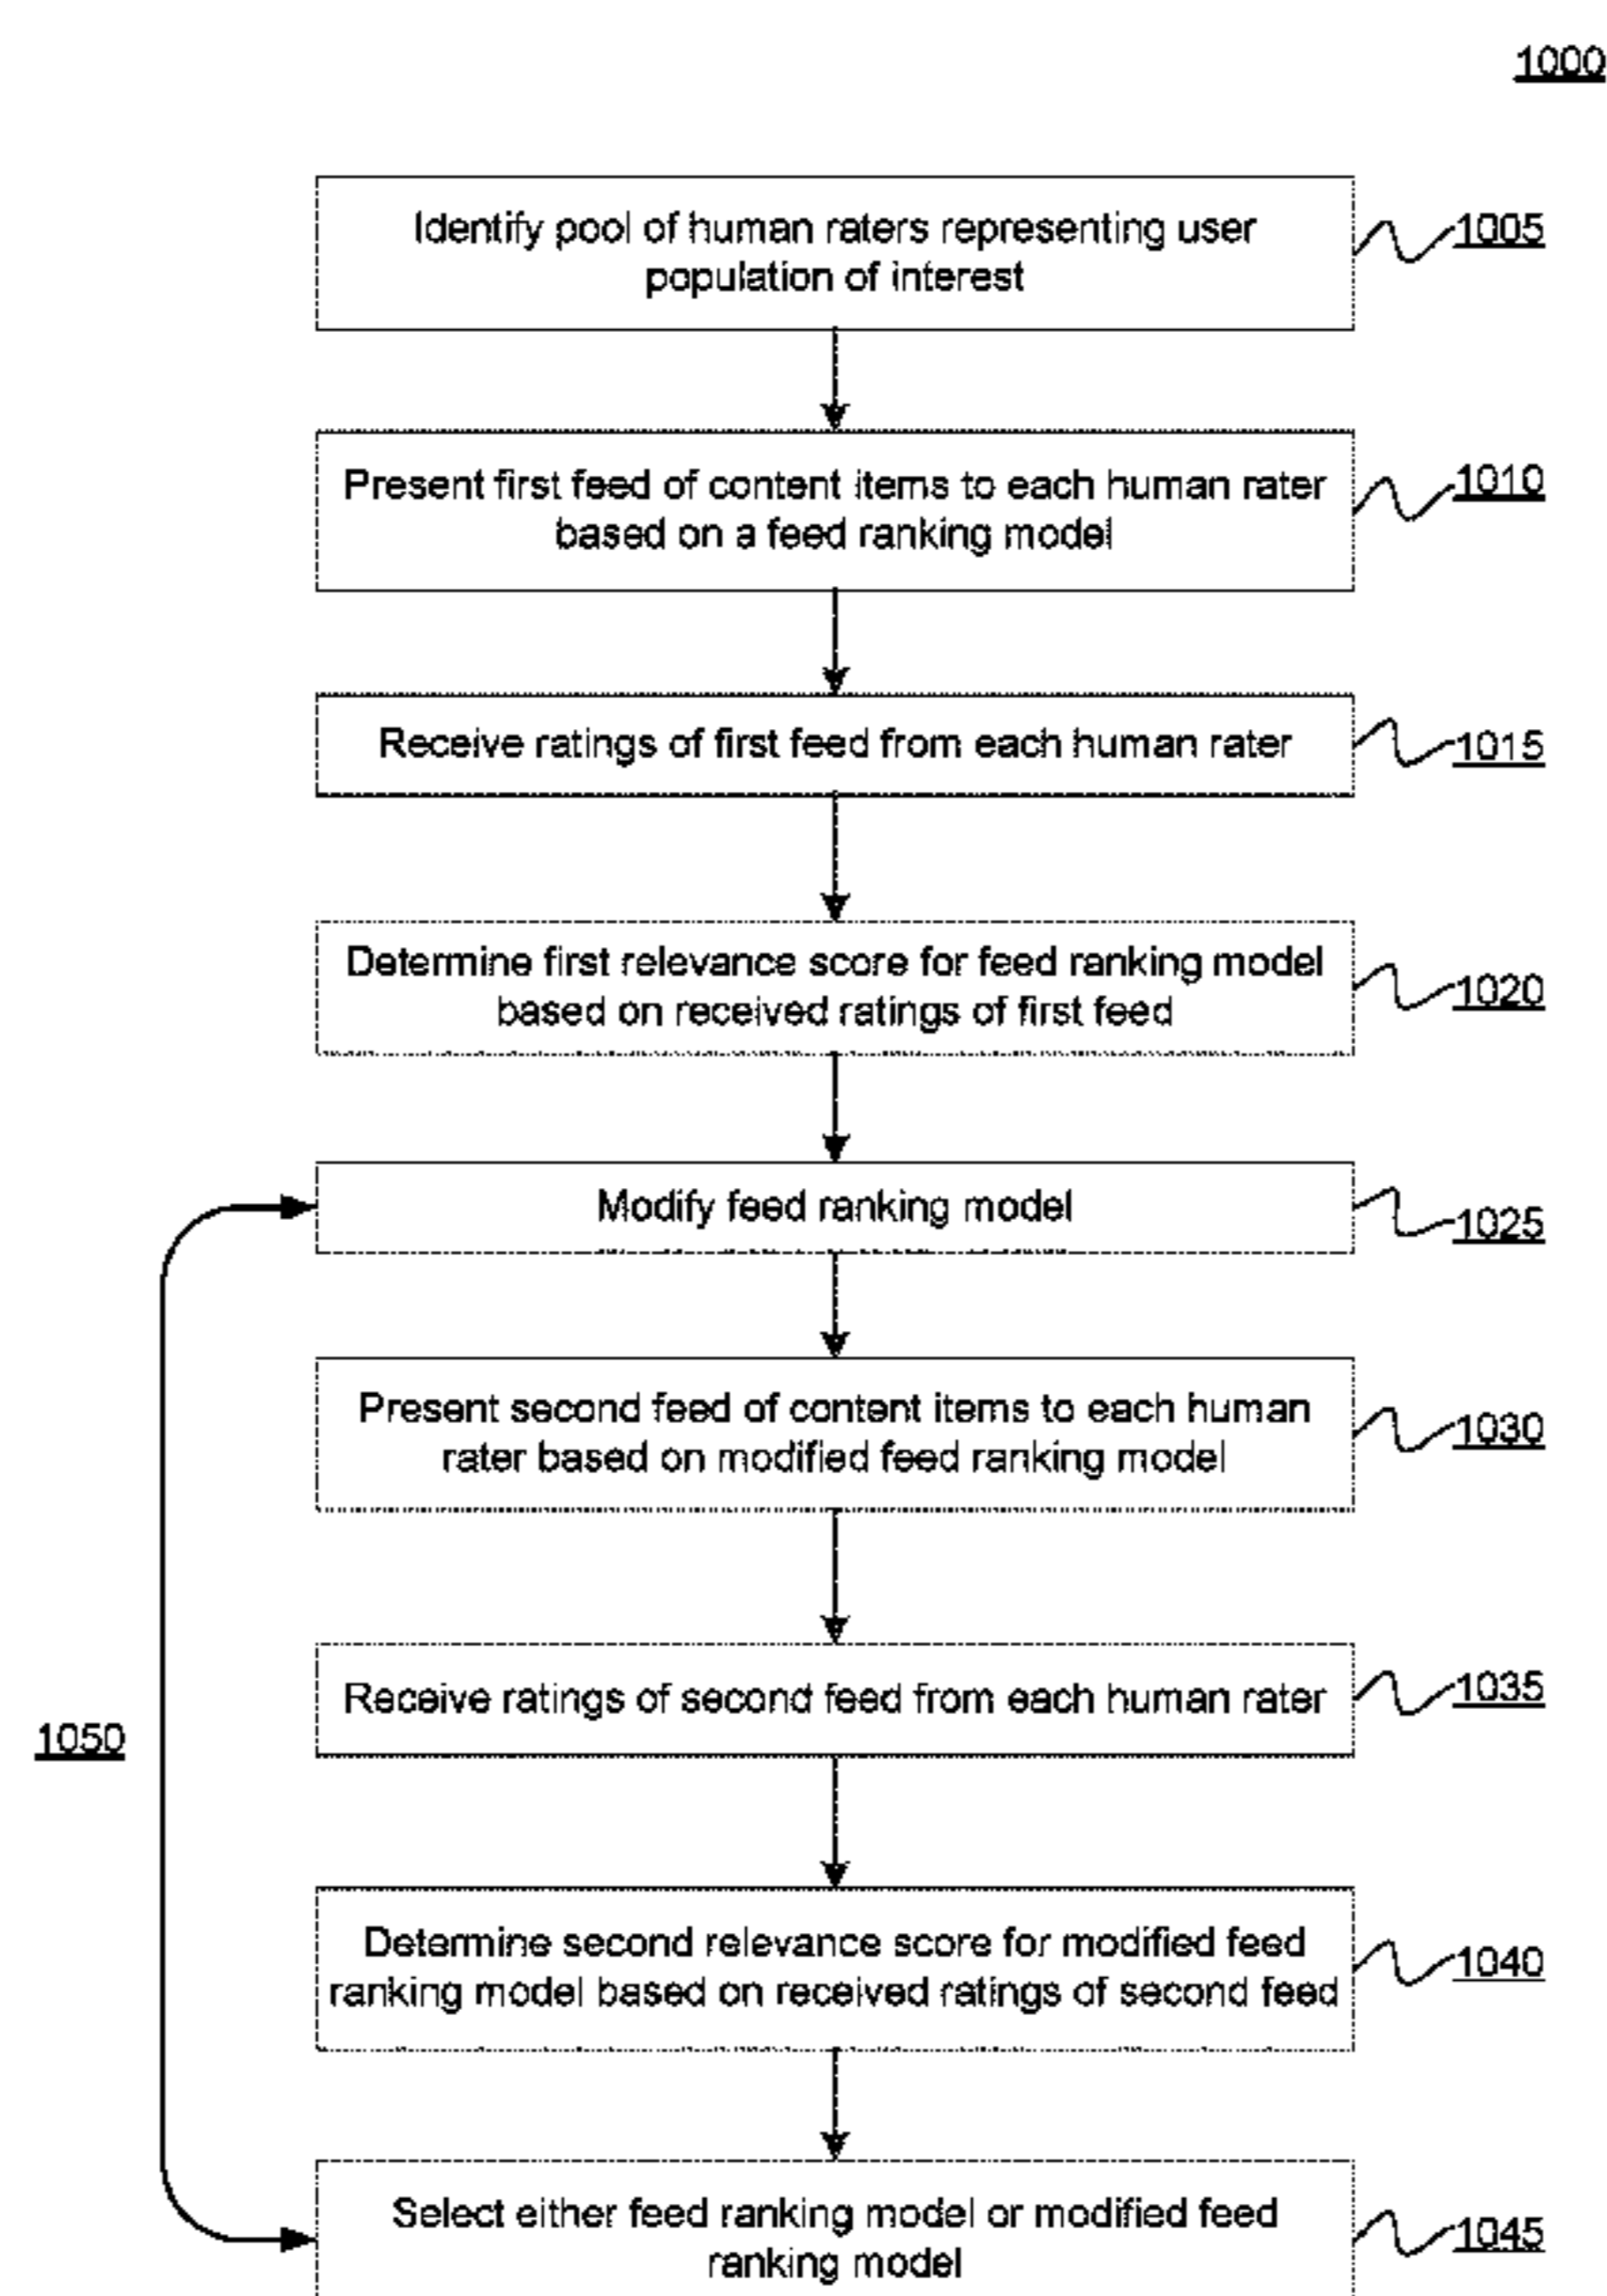 1000
Identify pool of human raters representing user
population of interest
1005
Present first feed of content items to each human rater
based on a feed ranking model
1010
Receive ratings of first feed from each human rater
1015
Determine first relevance score for feed ranking model
based on received ratings of first feed
1020
Modify feed ranking model
1025
Present second feed of content items to each human
rater based on modified feed ranking model
1030
Receive ratings of second feed from each human rater
1035
1050
Determine second relevance score for modified feed
ranking model based on received ratings of second feed
1040
Select either feed ranking model or modified feed
ranking model
1045